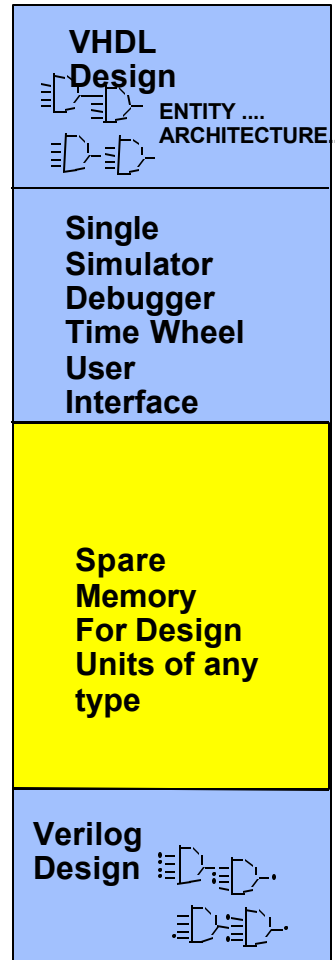 VHDL
Design
ENTITY ....
ARCHITECTURE..
Single
Simulator
Debugger
Time Wheel
User
Interface
Spare
Memory
For Design
Units of any
type
Verilog
Design